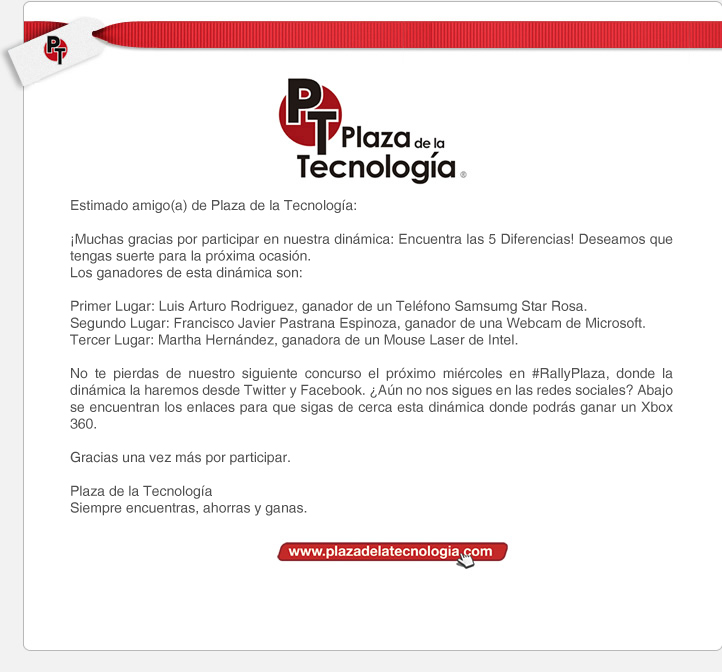 PT
PT
Plaza de la
Tecnología ®
Estimado amigo(a) de Plaza de la Tecnología:
¡Muchas gracias por participar en nuestra dinámica: Encuentra las 5 Diferencias! Deseamos que
tengas suerte para la próxima ocasión.
Los ganadores de esta dinámica son:
Primer Lugar: Luis Arturo Rodriguez, ganador de un Teléfono Samsumg Star Rosa.
Segundo Lugar: Francisco Javier Pastrana Espinoza, ganador de una Webcam de Microsoft.
Tercer Lugar: Martha Hernández, ganadora de un Mouse Laser de Intel.
No te pierdas de nuestro siguiente concurso el próximo miércoles en #RallyPlaza, donde la
dinámica la haremos desde Twitter y Facebook. ¿Aún no nos sigues en las redes sociales? Abajo
se encuentran los enlaces para que sigas de cerca esta dinámica donde podrás ganar un Xbox
360.
Gracias una vez más por participar.
Plaza de la Tecnología
Siempre encuentras, ahorras y ganas.
www.plazadelatecnologia.com